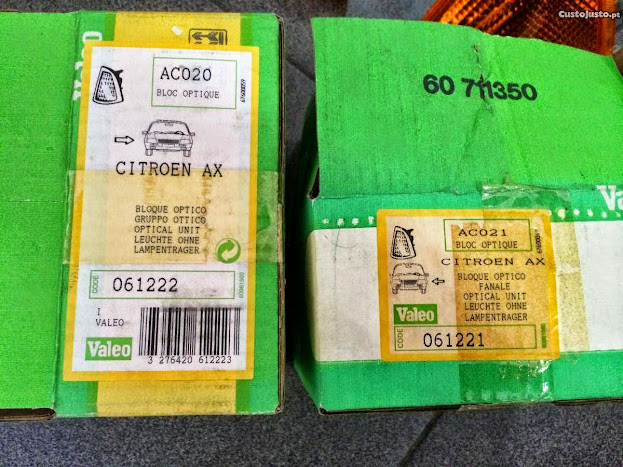 CustoJusto.pt
Valeo
AC020
BLOC OPTIQUE
67600059
CITROEN AX
BLOQUE OPTICO
GRUPPO OTTICO
OPTICAL UNIT
LEUCHTE OHNE
LAMPENTRAGER
CODE
061222
I
VALEO
Valeo
3 276420 612223
60 711350
Va
AC021
BLOC OPTIQUE
CITROEN AX
BLOQUE OPTICO
FANALE
OPTICAL UNIT
LEUCHTE OHNE
LAMPENTRAGER
Valeo
CODE
061221